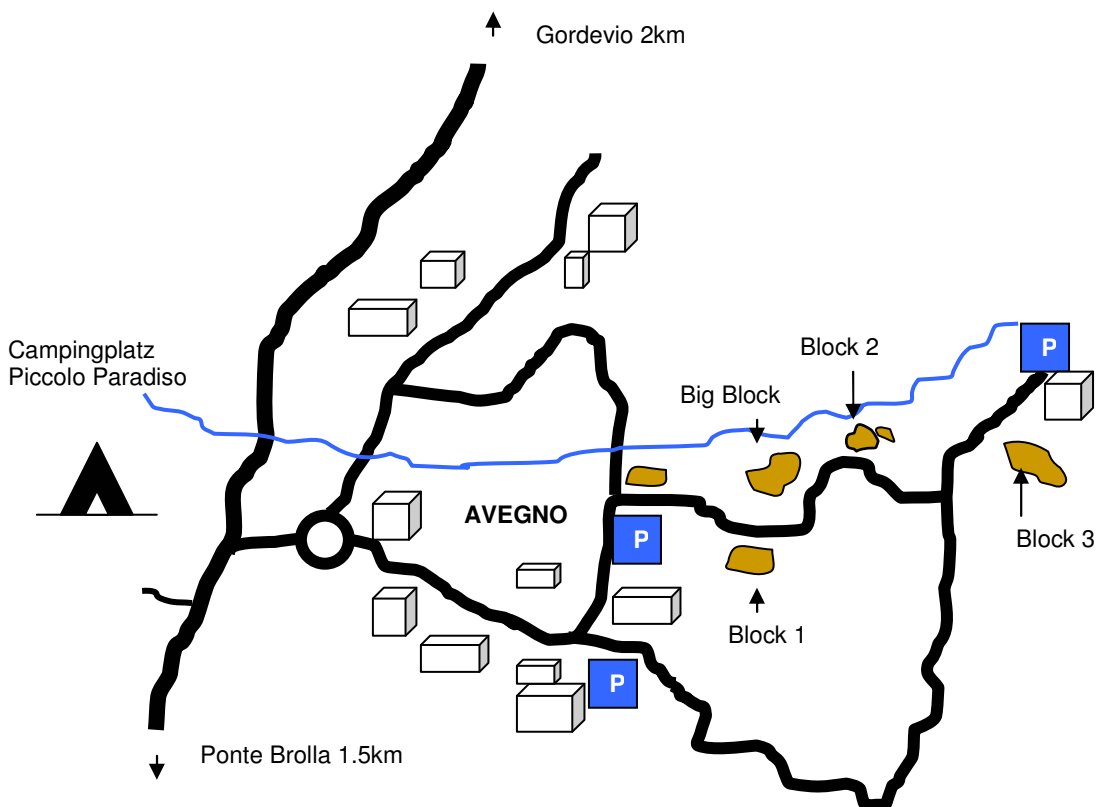 Gordevio 2km
Campingplatz
Piccolo Paradiso
Block 2
P
Big Block
AVEGNO
P
Block 3
Block 1
P
Ponte Brolla 1.5km